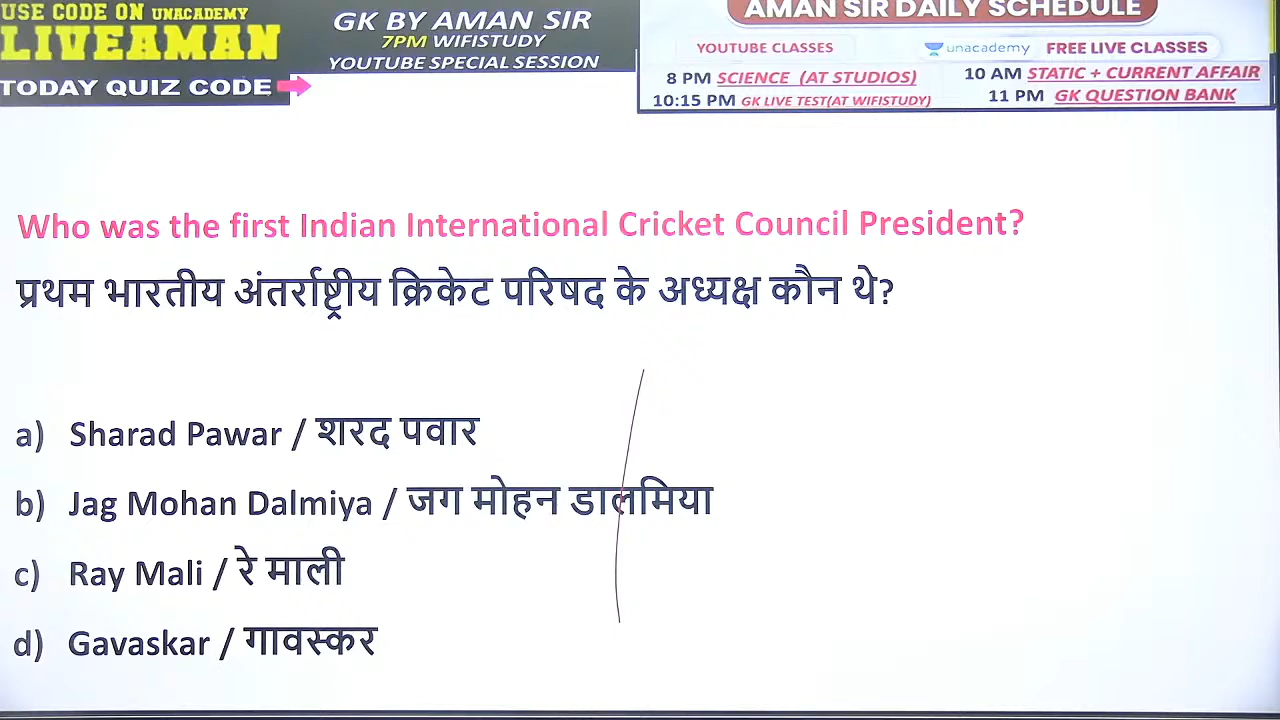 USE CODE ON UNACADEMY
LIVEAMAN
TODAY QUIZ CODE
GK BY AMAN SIR
7PM WIFISTUDY
YOUTUBE SPECIAL SESSION
AMAN SIR DAILY SCHEDULE
YOUTUBE CLASSES
unacademy FREE LIVE CLASSES
8 PM SCIENCE (AT STUDIOS)
10:15 PM GK LIVE TEST(AT WIFISTUDY)
10 AM STATIC + CURRENT AFFAIR
11 PM GK QUESTION BANK
Who was the first Indian International Cricket Council President?
प्रथम भारतीय अंतर्राष्ट्रीय क्रिकेट परिषद के अध्यक्ष कौन थे?
a) Sharad Pawar / शरद पवार
b) Jag Mohan Dalmiya / जग मोहन डालमिया
c) Ray Mali / रे माली
d) Gavaskar / गावस्कर